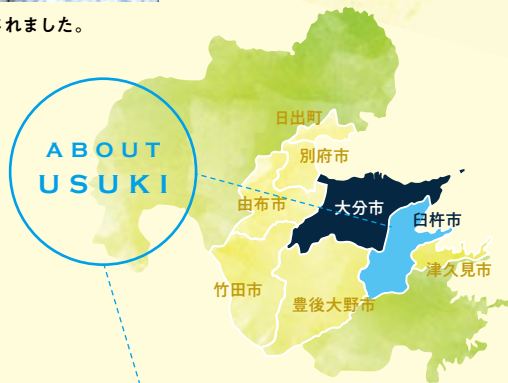 されました。
ABOUT
USUKI
日出町
別府市
由布市
大分市
臼杵市
津久見市
竹田市
豊後大野市